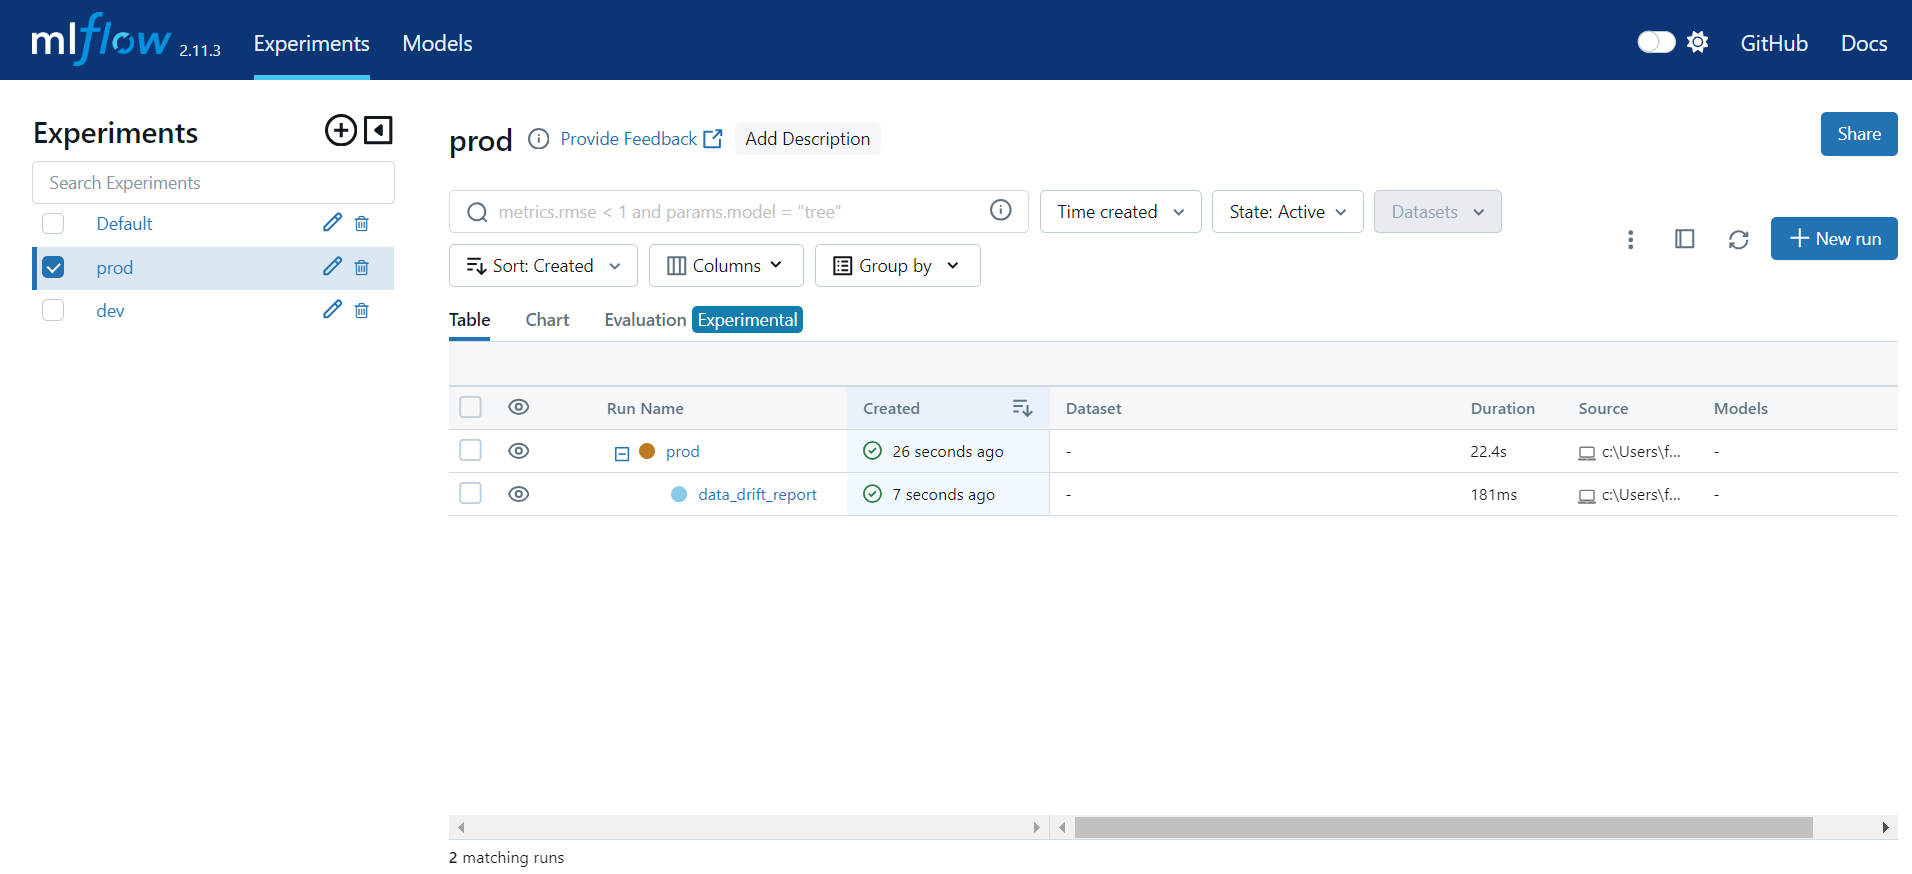 mlflow 2.11.3 Experiments Models GitHub Docs
Experiments
Search Experiments
Default
prod
dev
prod Provide Feedback Add Description Share
metrics.rmse < 1 and params.model = "tree" Time created State: Active Datasets
Sort: Created Columns Group by New run
Table Chart Evaluation Experimental
Run Name Created Dataset Duration Source Models
prod 26 seconds ago - 22.4s c:\Users\f... -
data_drift_report 7 seconds ago - 181ms c:\Users\f... -
2 matching runs